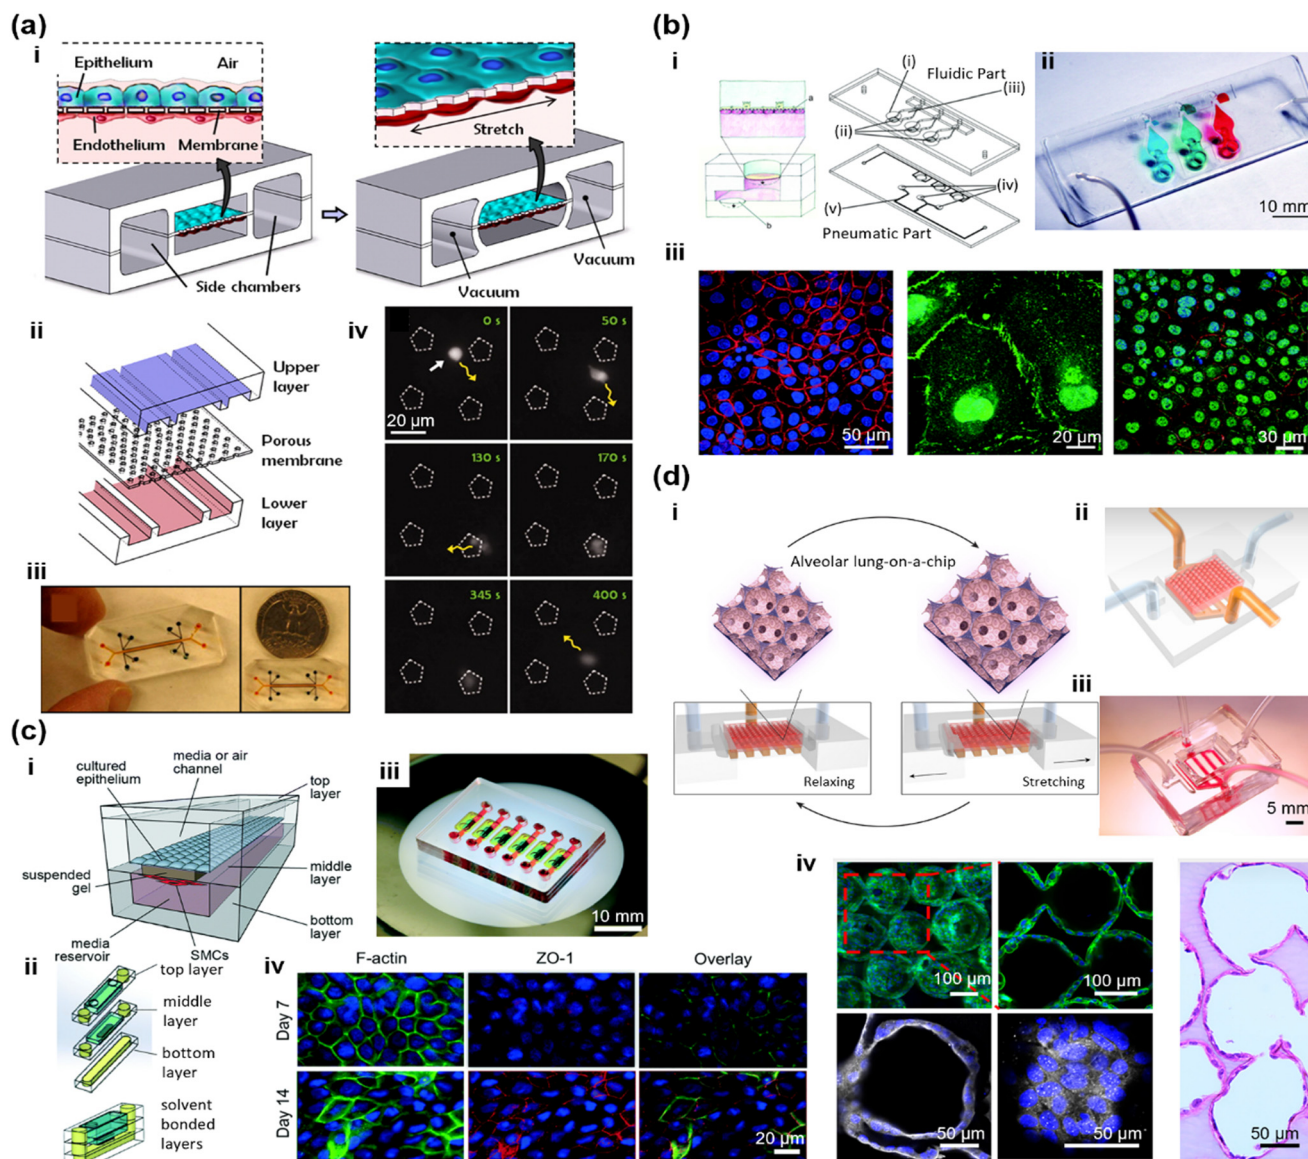 (a)
i
Epithelium
Air
Endothelium
Membrane
Stretch
Side chambers
Vacuum
Vacuum
ii
Upper
layer
Porous
membrane
Lower
layer
iii
iv
0 s
50 s
20 µm
130 s
170 s
345 s
400 s
(b)
i
a
b
(i)
Fluidic Part
(iii)
(ii)
(iv)
(v)
Pneumatic Part
ii
10 mm
iii
50 µm
20 µm
30 µm
(c)
i
media or air
channel
cultured
epithelium
top
layer
suspended
gel
middle
layer
bottom
layer
media
reservoir
SMCs
ii
top layer
middle
layer
bottom
layer
solvent
bonded
layers
iii
10 mm
iv
F-actin
ZO-1
Overlay
Day 7
Day 14
20 µm
(d)
i
Alveolar lung-on-a-chip
Relaxing
Stretching
ii
iii
5 mm
iv
100 µm
100 µm
50 µm
50 µm
50 µm